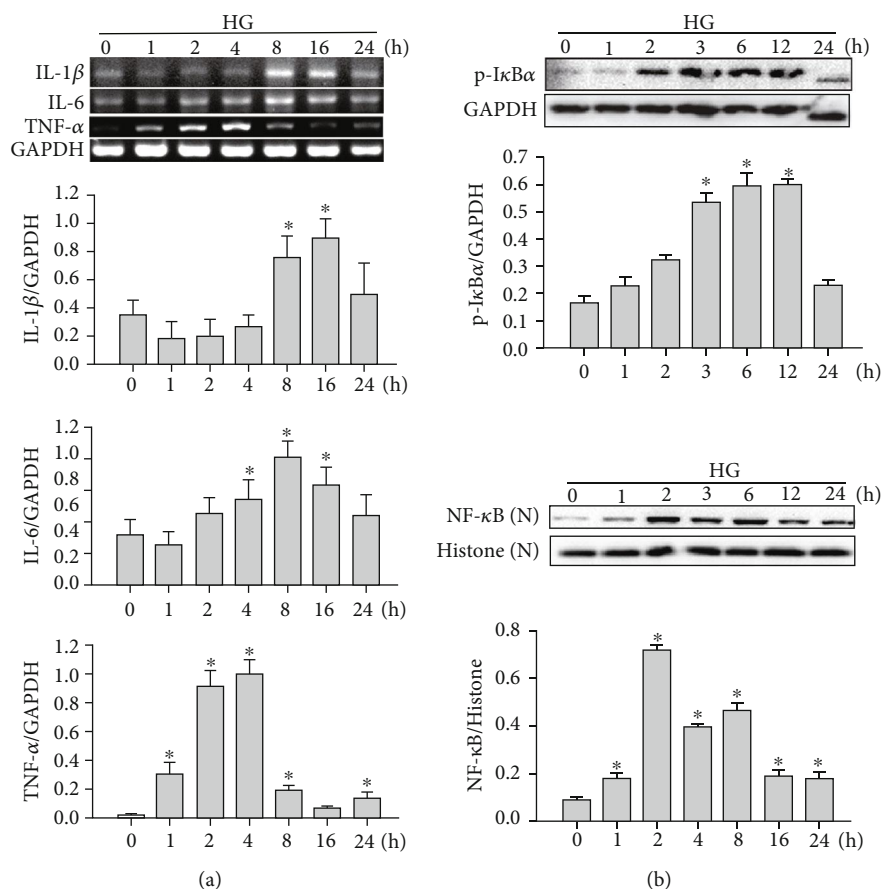 HG
0 1 2 4 8 16 24 (h)
IL-1β
IL-6
TNF-α
GAPDH
IL-1β/GAPDH
1.2
1.0
0.8
0.6
0.4
0.2
0.0
* *
0 1 2 4 8 16 24 (h)
IL-6/GAPDH
1.2
1.0
0.8
0.6
0.4
0.2
0.0
* * *
0 1 2 4 8 16 24 (h)
TNF-α/GAPDH
1.2
1.0
0.8
0.6
0.4
0.2
0.0
* * * * *
0 1 2 4 8 16 24 (h)
(a)
HG
0 1 2 3 6 12 24 (h)
p-IκBα
GAPDH
p-IκBα/GAPDH
0.7
0.6
0.5
0.4
0.3
0.2
0.1
0.0
* * *
0 1 2 3 6 12 24 (h)
HG
0 1 2 3 6 12 24 (h)
NF-κB (N)
Histone (N)
NF-κB/Histone
0.8
0.4
0.2
0.0
* * * * * *
0 1 2 4 8 16 24 (h)
(b)